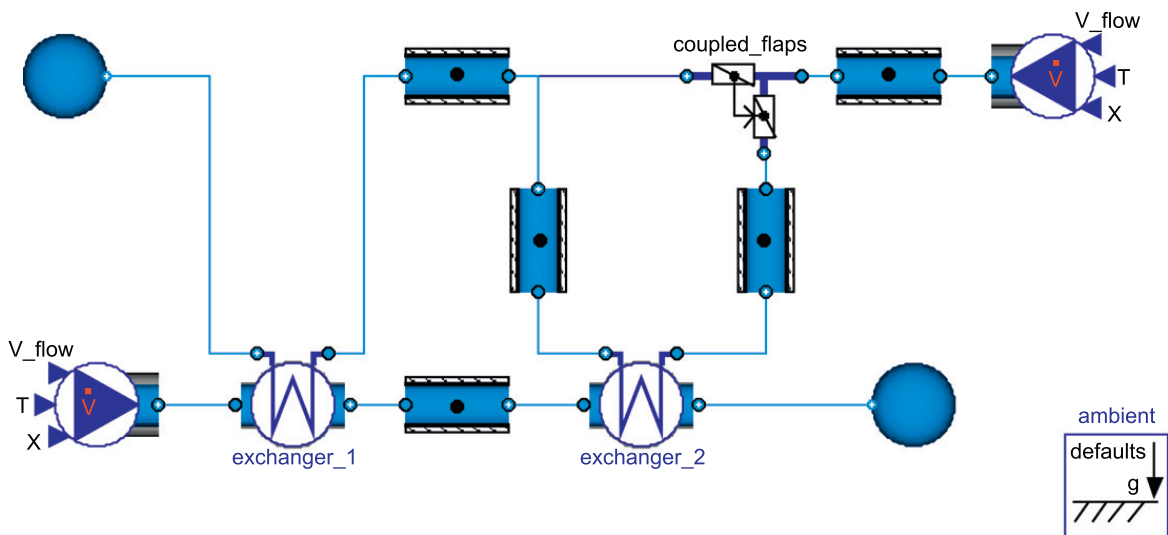 V_flow
coupled_flaps
V
T
X
V_flow
V
T
X
exchanger_1
exchanger_2
ambient
defaults
g